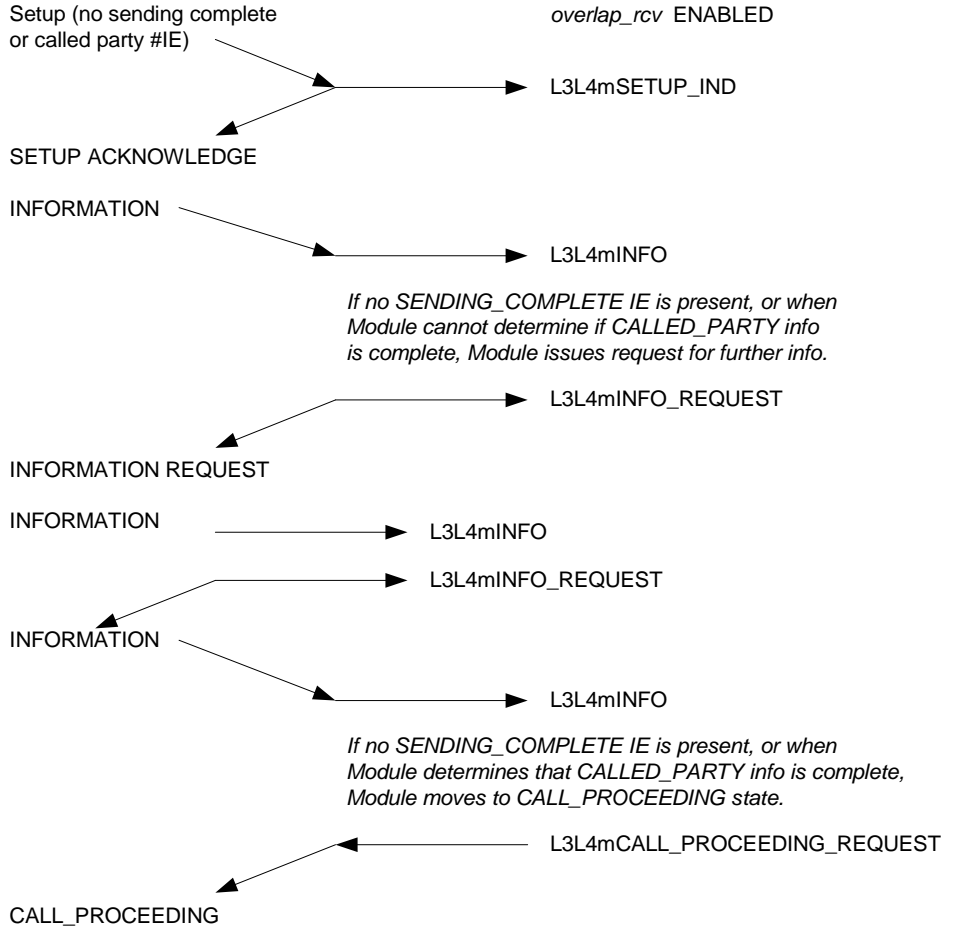 Setup (no sending complete
or called party #IE)
overlap_rcv ENABLED
L3L4mSETUP_IND
SETUP ACKNOWLEDGE
INFORMATION
L3L4mINFO
If no SENDING_COMPLETE IE is present, or when
Module cannot determine if CALLED_PARTY info
is complete, Module issues request for further info.
L3L4mINFO_REQUEST
INFORMATION REQUEST
INFORMATION
L3L4mINFO
L3L4mINFO_REQUEST
INFORMATION
L3L4mINFO
If no SENDING_COMPLETE IE is present, or when
Module determines that CALLED_PARTY info is complete,
Module moves to CALL_PROCEEDING state.
L3L4mCALL_PROCEEDING_REQUEST
CALL_PROCEEDING